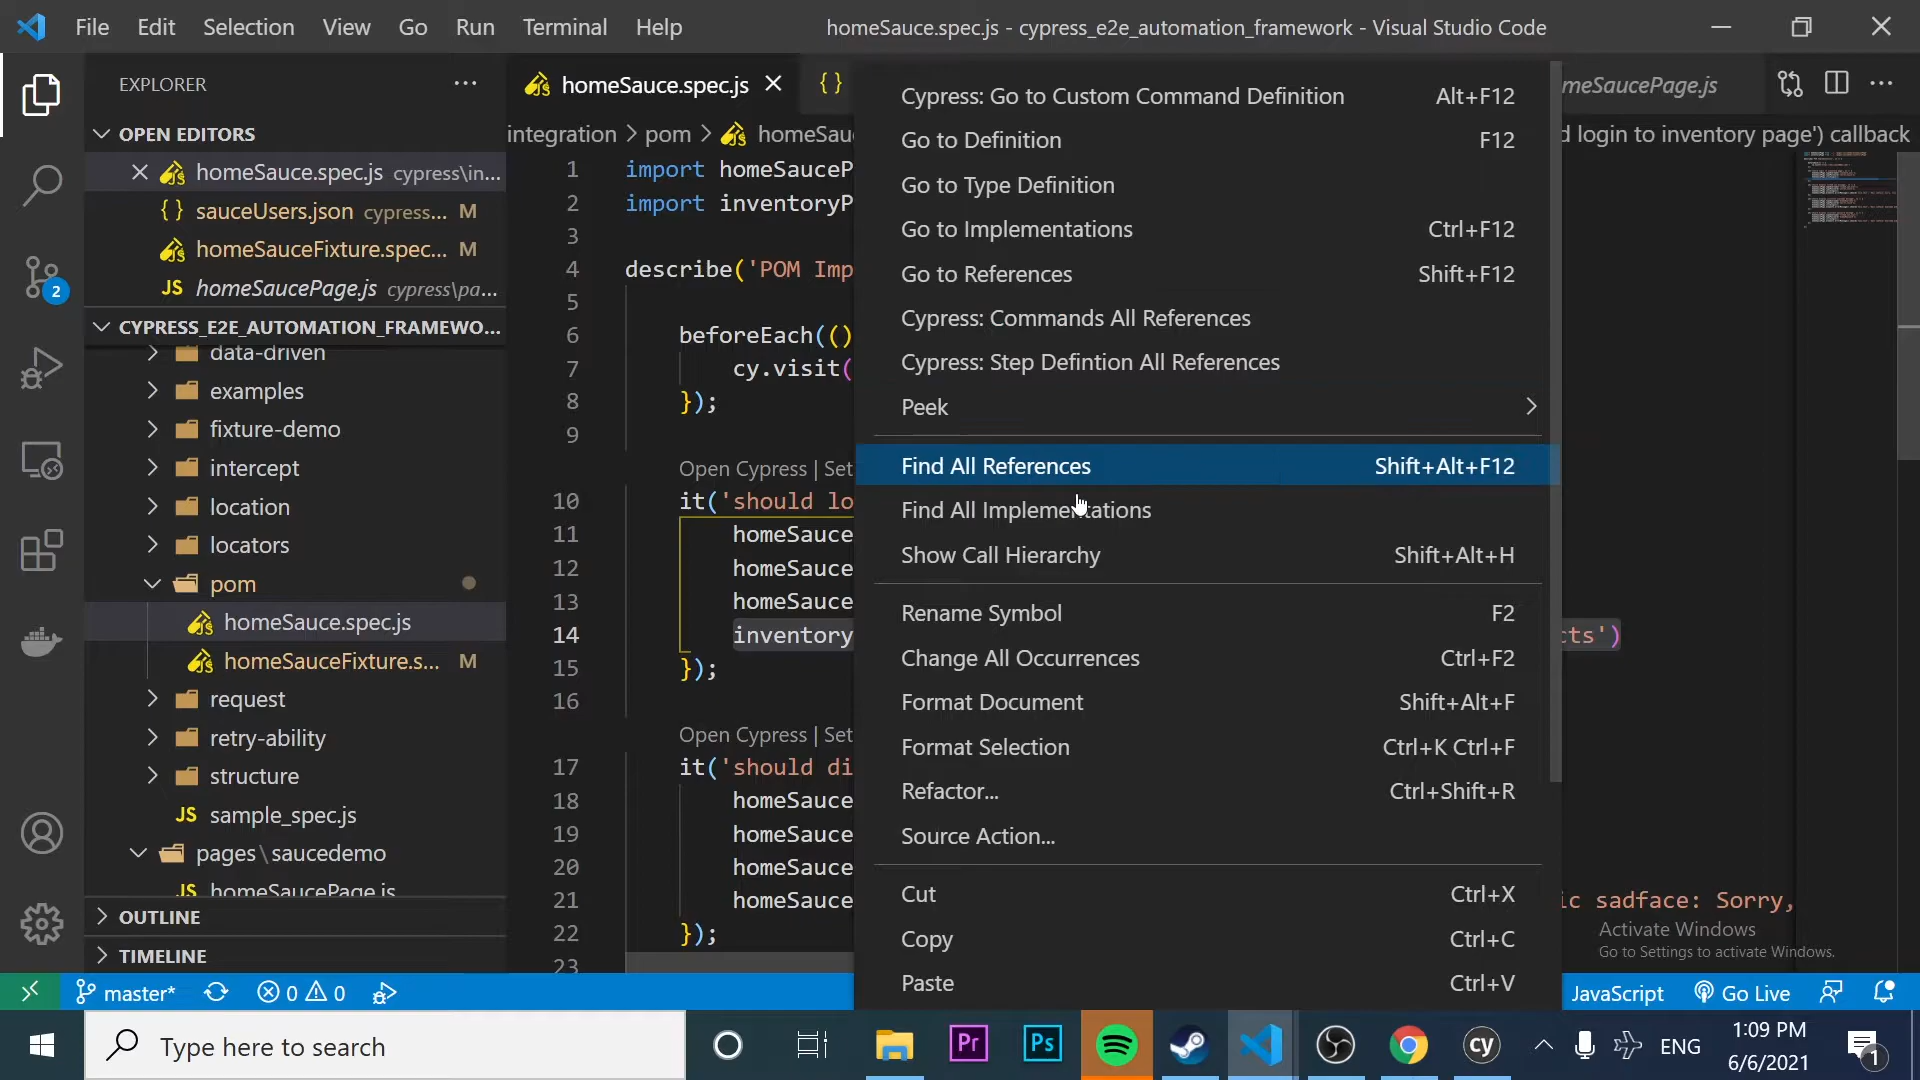 File Edit Selection View Go Run Terminal Help
homeSauce.spec.js - cypress_e2e_automation_framework - Visual Studio Code
EXPLORER
OPEN EDITORS
homeSauce.spec.js cypress\in...
sauceUsers.json cypress... M
homeSauceFixture.spec... M
homeSaucePage.js cypress\pa...
2
CYPRESS_E2E_AUTOMATION_FRAMEWO...
data-driven
examples
fixture-demo
intercept
location
locators
pom
homeSauce.spec.js
homeSauceFixture.s... M
request
retry-ability
structure
JS sample_spec.js
pages\saucedemo
JS homeSaucePage.js
OUTLINE
TIMELINE
homeSauce.spec.js
{ }
meSaucePage.js
integration > pom > homeSau
d login to inventory page') callback
1 import homeSauceP
2 import inventoryP
3
4 describe('POM Imp
5
6 beforeEach(()
7 cy.visit(
8 });
9
Open Cypress | Set
10 it('should lo
11 homeSauce
12 homeSauce
13 homeSauce
14 inventory
cts')
15 });
16
Open Cypress | Set
17 it('should di
18 homeSauce
19 homeSauce
20 homeSauce
21 homeSauce
ic sadface: Sorry,
22 });
23
Cypress: Go to Custom Command Definition Alt+F12
Go to Definition F12
Go to Type Definition
Go to Implementations Ctrl+F12
Go to References Shift+F12
Cypress: Commands All References
Cypress: Step Defintion All References
Peek
Find All References Shift+Alt+F12
Find All Implementations
Show Call Hierarchy Shift+Alt+H
Rename Symbol F2
Change All Occurrences Ctrl+F2
Format Document Shift+Alt+F
Format Selection Ctrl+K Ctrl+F
Refactor... Ctrl+Shift+R
Source Action...
Cut Ctrl+X
Copy Ctrl+C
Paste Ctrl+V
Activate Windows
Go to Settings to activate Windows.
master* 0 0
JavaScript Go Live
Type here to search
Pr Ps cy
ENG
1:09 PM
6/6/2021
1